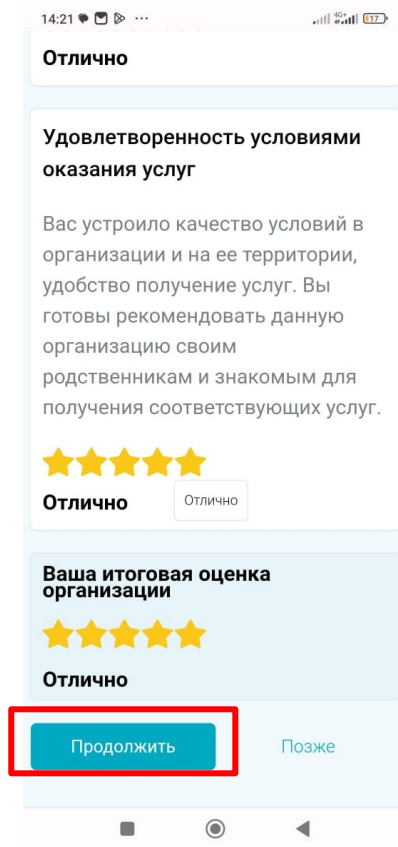 14:21
4G+
17
Отлично
Удовлетворенность условиями
оказания услуг
Вас устроило качество условий в
организации и на ее территории,
удобство получение услуг. Вы
готовы рекомендовать данную
организацию своим
родственникам и знакомым для
получения соответствующих услуг.
Отлично
Отлично
Ваша итоговая оценка
организации
Отлично
Продолжить
Позже